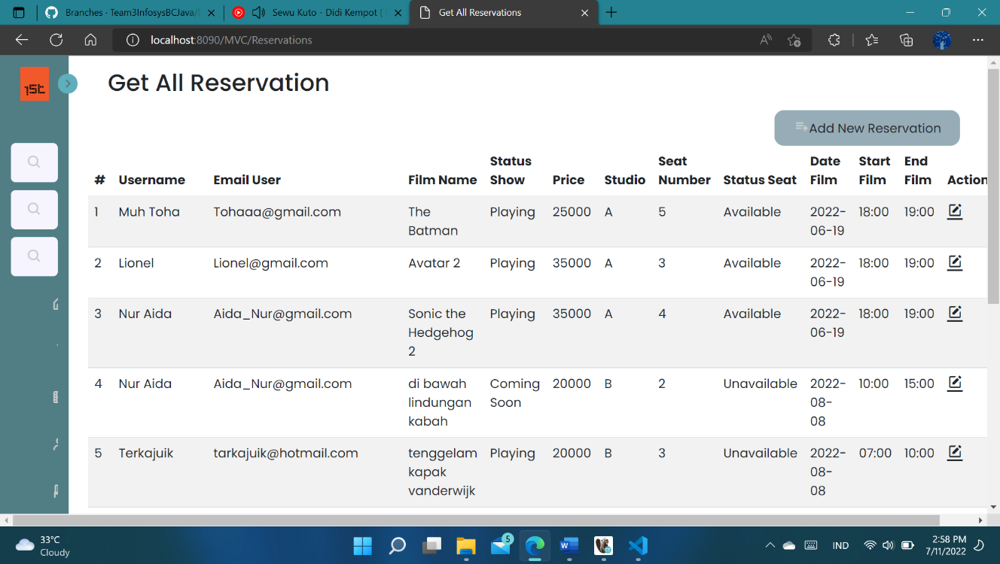 Branches · Team3InfosysBCJava/
Sewu Kuto - Didi Kempot (
Get All Reservations
localhost:8090/MVC/Reservations
Get All Reservation
Add New Reservation
# Username Email User Film Name Status Show Price Studio Seat Number Status Seat Date Film Start Film End Film Action
1 Muh Toha Tohaaa@gmail.com The Batman Playing 25000 A 5 Available 2022-06-19 18:00 19:00
2 Lionel Lionel@gmail.com Avatar 2 Playing 35000 A 3 Available 2022-06-19 18:00 19:00
3 Nur Aida Aida_Nur@gmail.com Sonic the Hedgehog 2 Playing 35000 A 4 Available 2022-06-19 18:00 19:00
4 Nur Aida Aida_Nur@gmail.com di bawah lindungan kabah Coming Soon 20000 B 2 Unavailable 2022-08-08 10:00 15:00
5 Terkajuik tarkajuik@hotmail.com tenggelam kapak vanderwijk Playing 20000 B 3 Unavailable 2022-08-08 07:00 10:00
33°C
Cloudy
5
IND
2:58 PM
7/11/2022